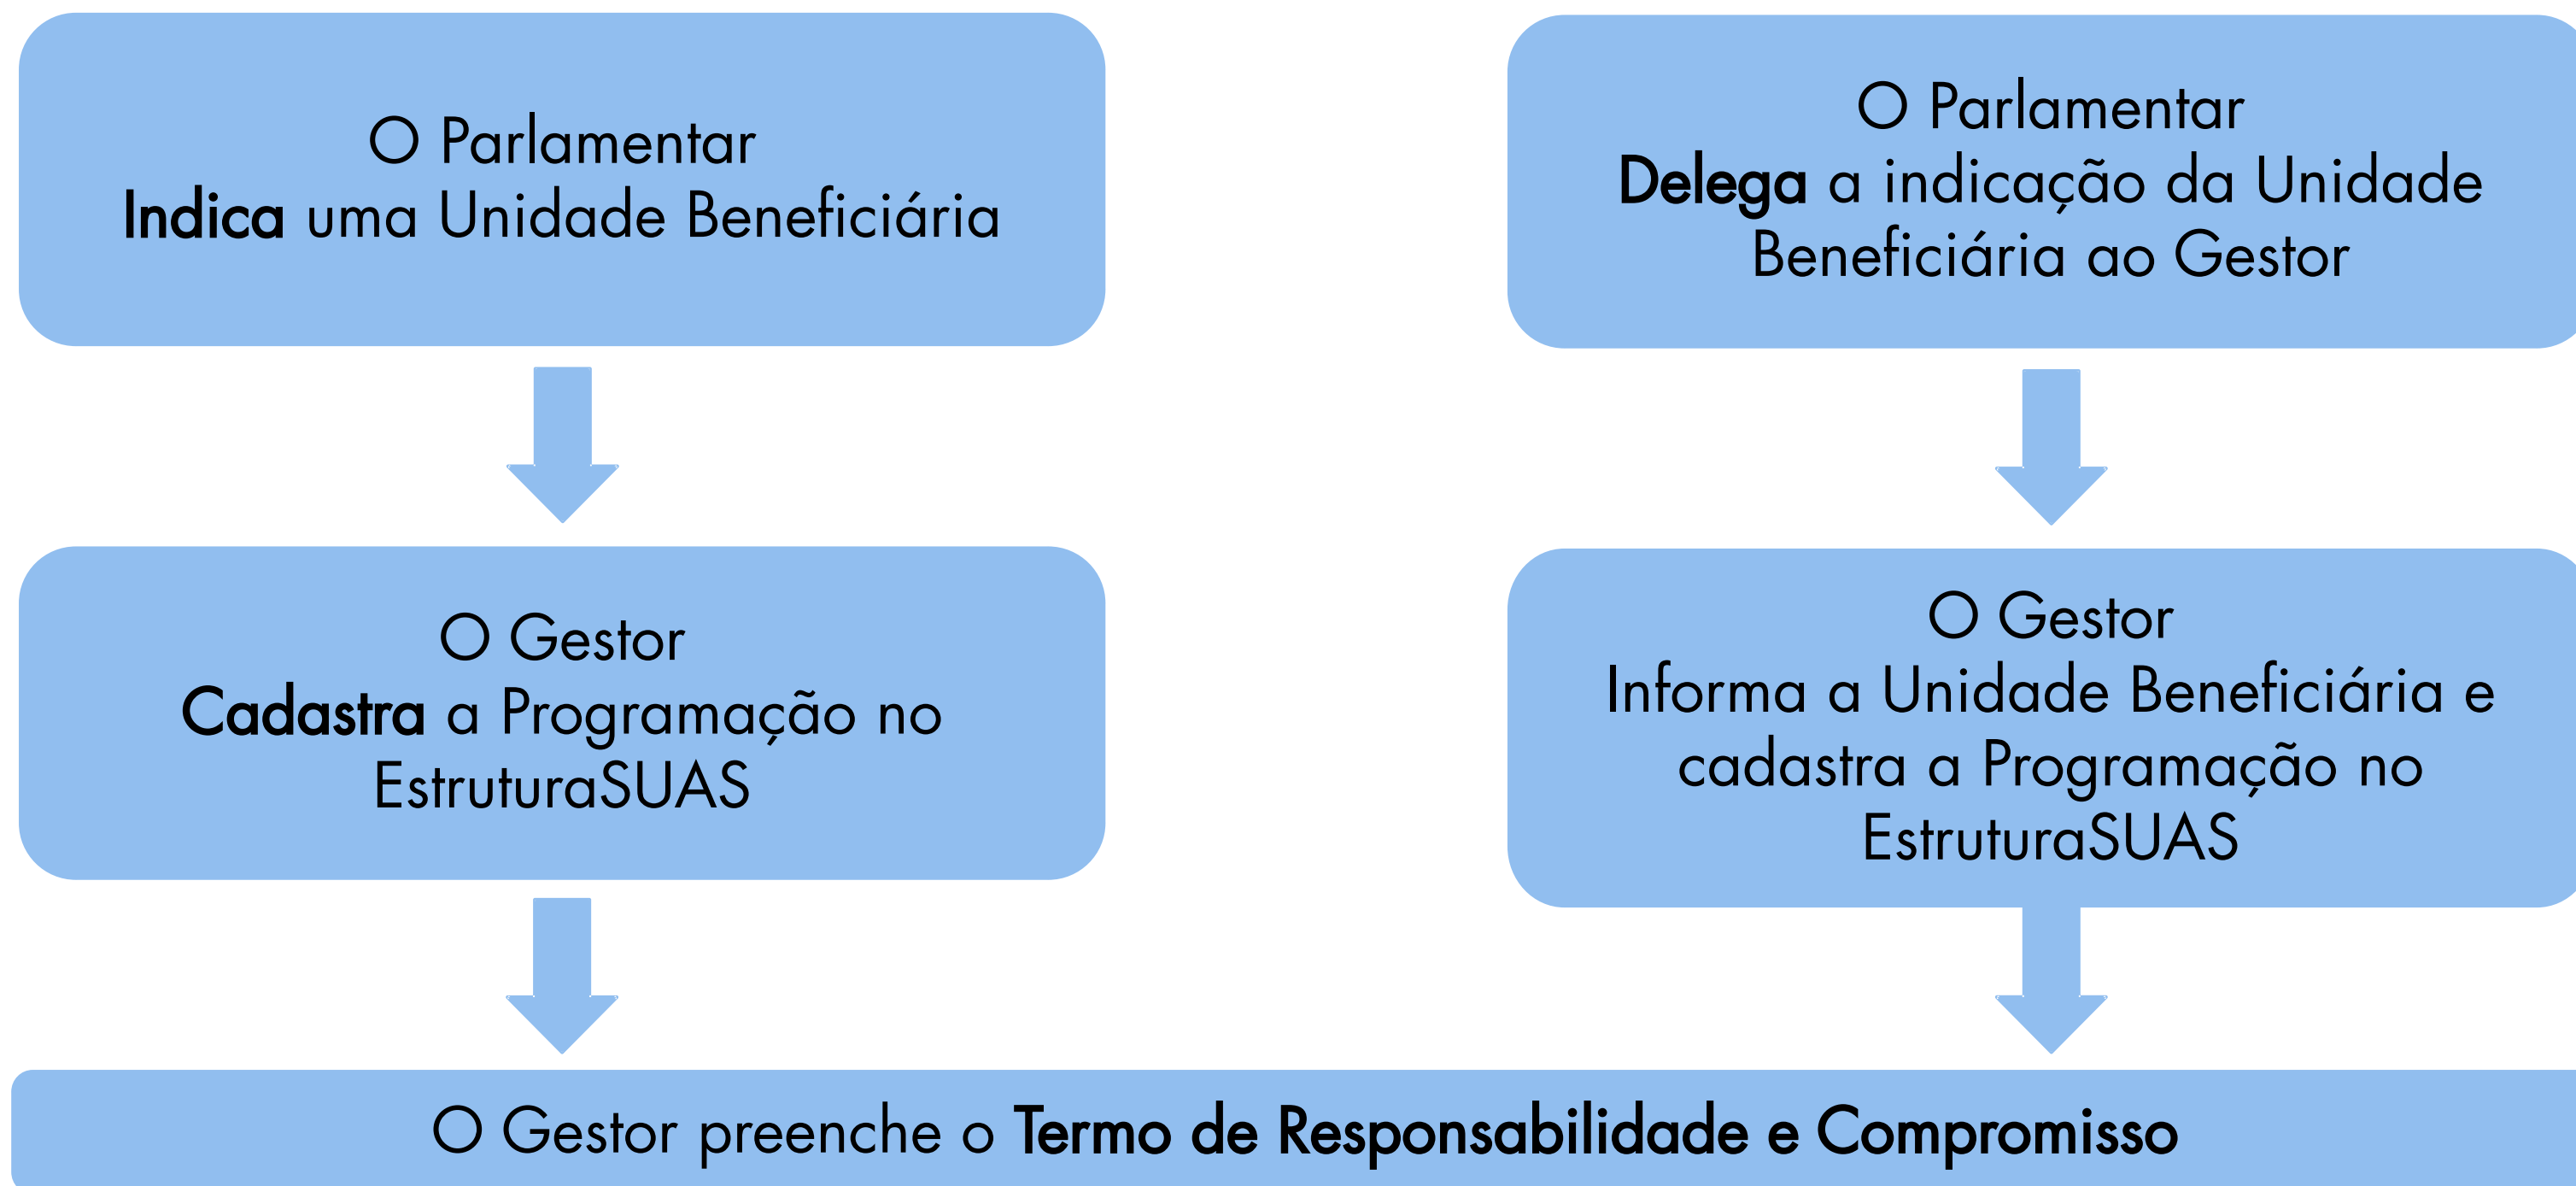 O Parlamentar
Indica uma Unidade Beneficiária
O Gestor
Cadastra a Programação no
EstruturaSUAS
O Parlamentar
Delega a indicação da Unidade
Beneficiária ao Gestor
O Gestor
Informa a Unidade Beneficiária e
cadastra a Programação no
EstruturaSUAS
O Gestor preenche o Termo de Responsabilidade e Compromisso